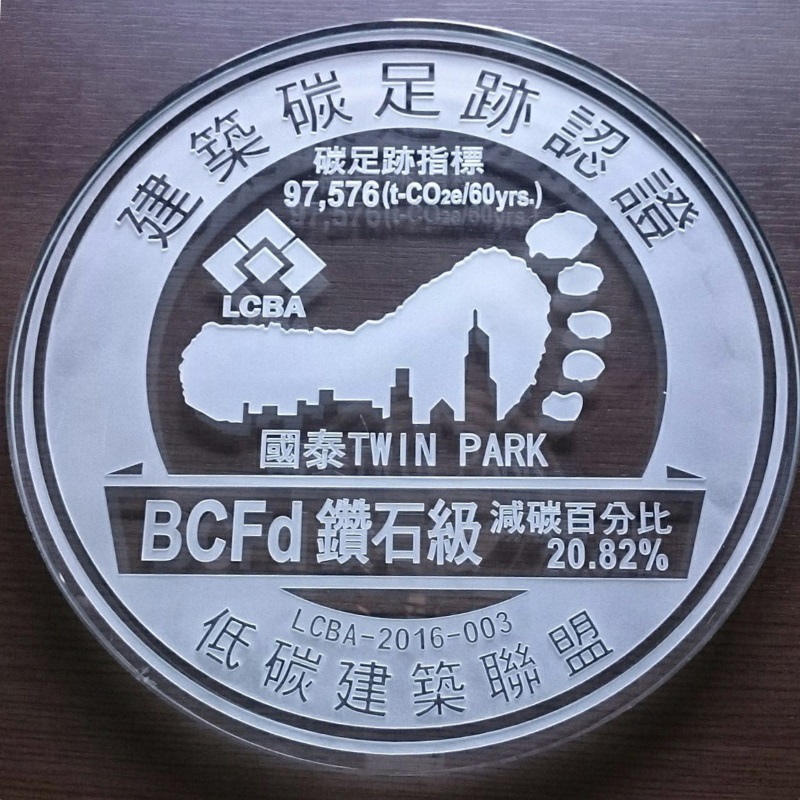 建築碳足跡認證
碳足跡指標
97,576(t-CO2e/60yrs.)
LCBA
國泰TWIN PARK
BCFd 鑽石級 減碳百分比
20.82%
LCBA-2016-003
低碳建築聯盟